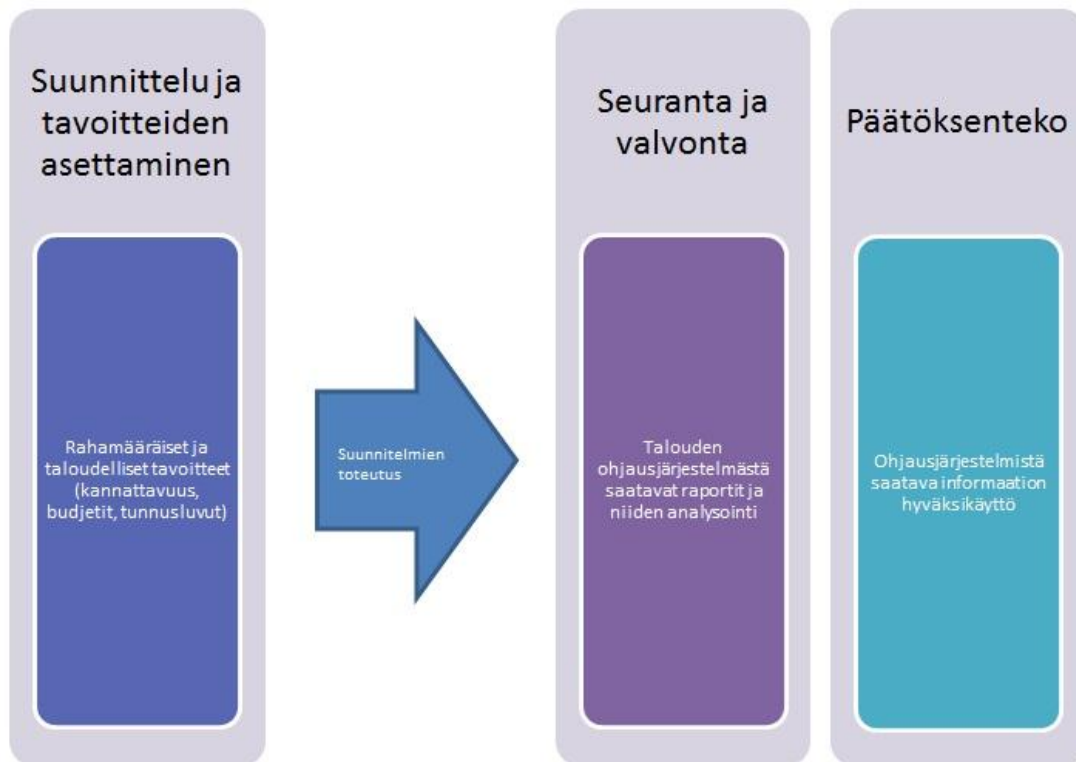 Suunnittelu ja
tavoitteiden
asettaminen
Rahamääräiset ja
taloudelliset tavoitteet
(kannattavuus,
budjetit, tunnusluvut)
Suunnitelmien
toteutus
Seuranta ja
valvonta
Talouden
ohjausjärjestelmästä
saatavat raportit ja
niiden analysointi
Päätöksenteko
Ohjausjärjestelmistä
saatava informaation
hyväksikäyttö